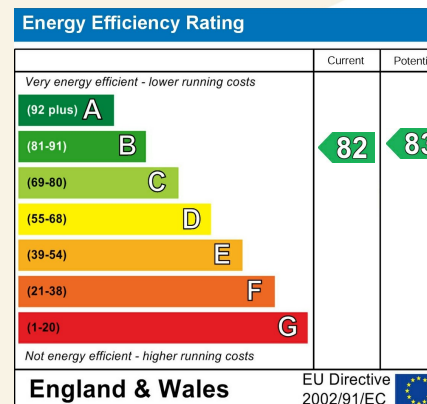 Energy Efficiency Rating
Current Potenti
Very energy efficient - lower running costs
(92 plus) A
(81-91) B
82 83
(69-80) C
(55-68) D
(39-54) E
(21-38) F
(1-20) G
Not energy efficient - higher running costs
England & Wales
EU Directive
2002/91/EC